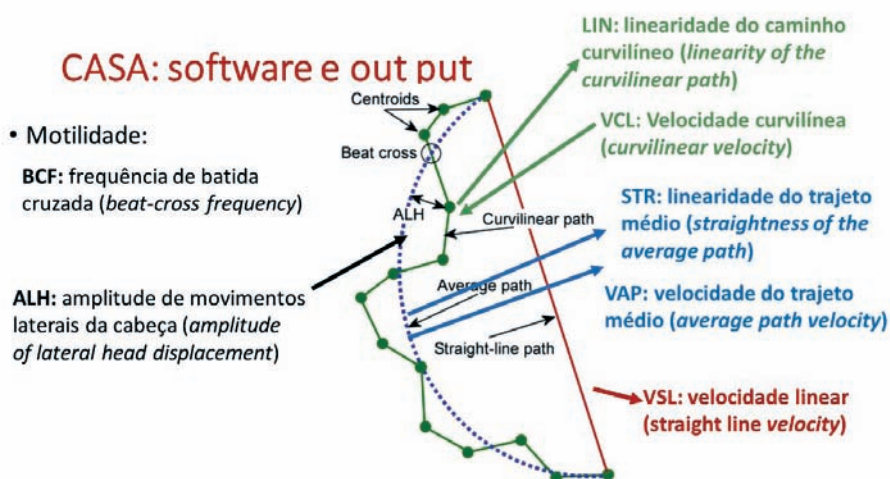 CASA: software e out put
• Motilidade:
BCF: frequência de batida
cruzada (beat-cross frequency)
ALH: amplitude de movimentos
laterais da cabeça (amplitude
of lateral head displacement)
Centroids
Beat cross
ALH
Curvilinear path
Average path
Straight-line path
LIN: linearidade do caminho
curvilíneo (linearity of the
curvilinear path)
VCL: Velocidade curvilínea
(curvilinear velocity)
STR: linearidade do trajeto
médio (straightness of the
average path)
VAP: velocidade do trajeto
médio (average path velocity)
VSL: velocidade linear
(straight line velocity)